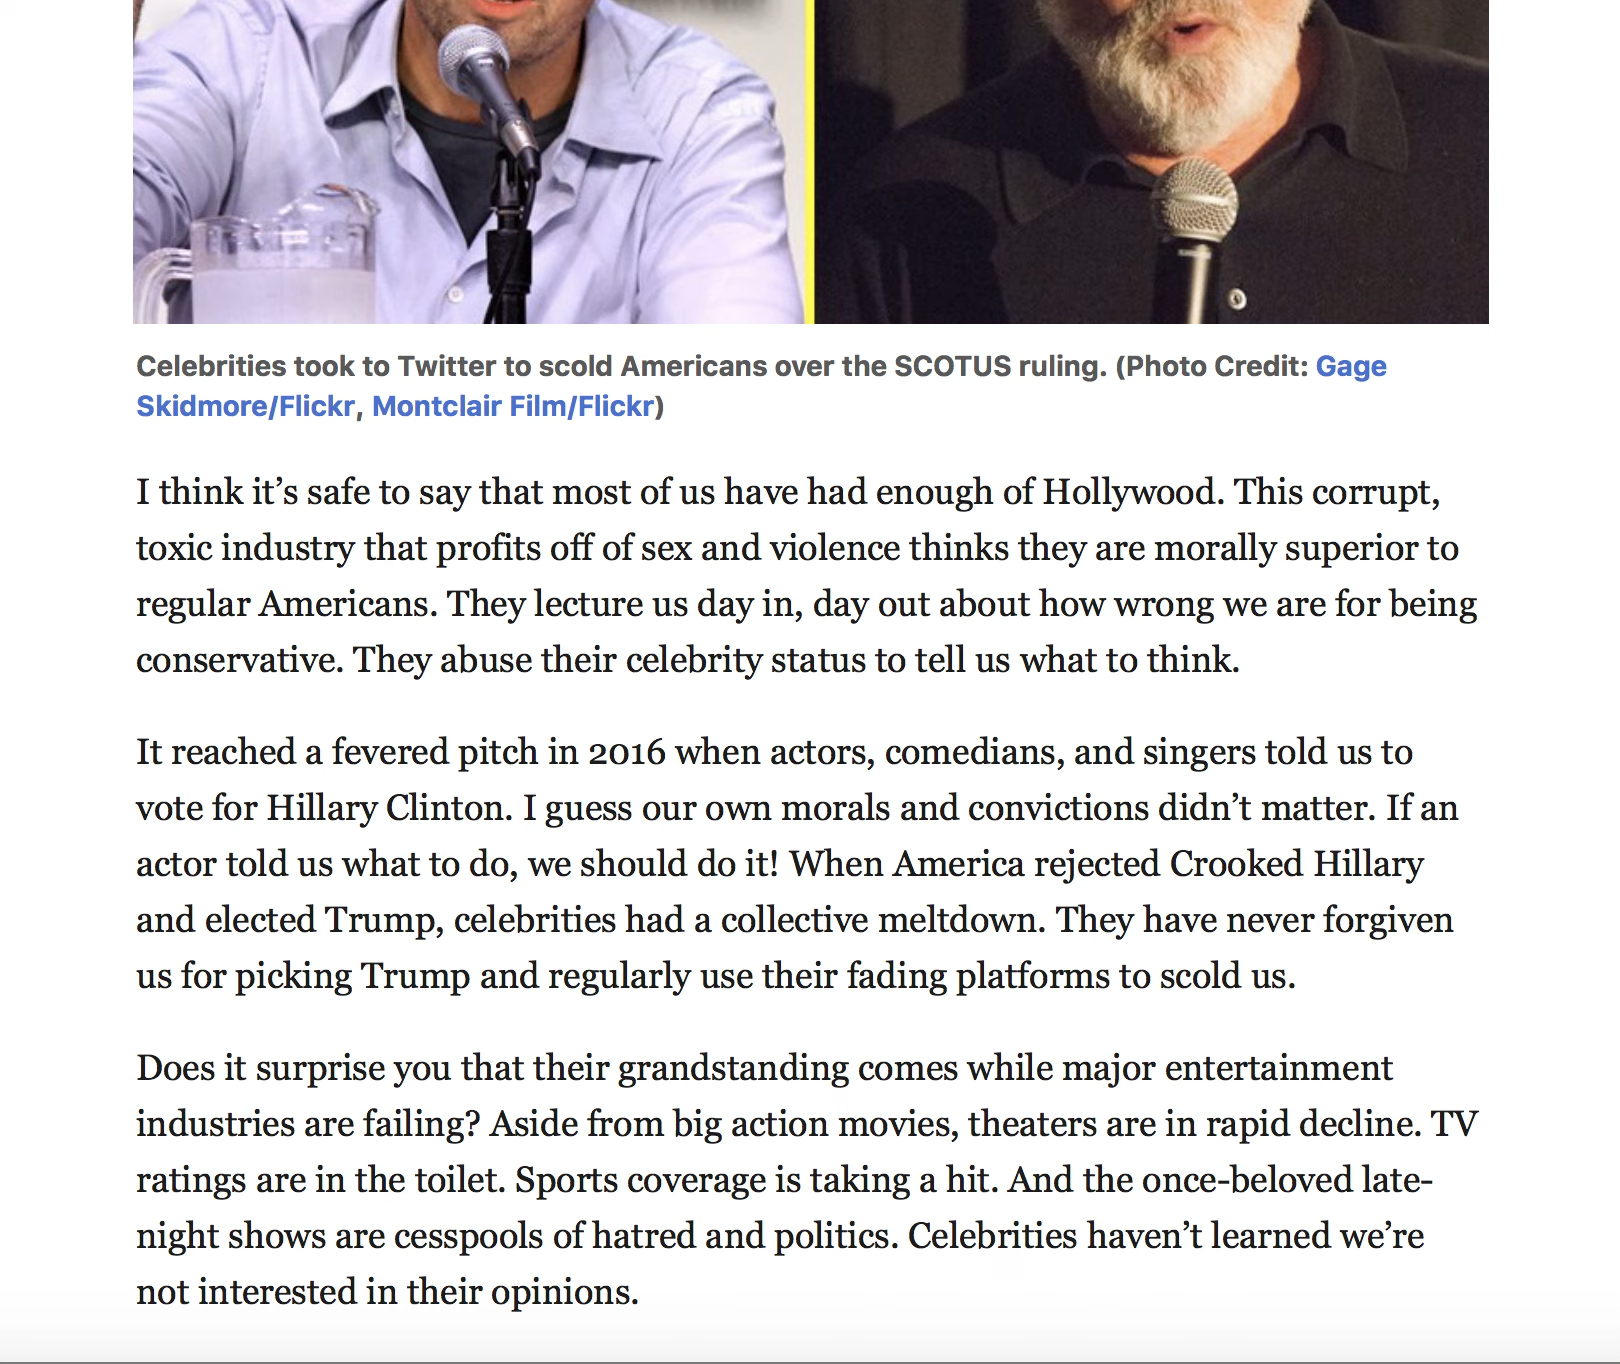 Celebrities took to Twitter to scold Americans over the SCOTUS ruling. (Photo Credit: Gage
Skidmore/Flickr, Montclair Film/Flickr)
I think it’s safe to say that most of us have had enough of Hollywood. This corrupt,
toxic industry that profits off of sex and violence thinks they are morally superior to
regular Americans. They lecture us day in, day out about how wrong we are for being
conservative. They abuse their celebrity status to tell us what to think.
It reached a fevered pitch in 2016 when actors, comedians, and singers told us to
vote for Hillary Clinton. I guess our own morals and convictions didn’t matter. If an
actor told us what to do, we should do it! When America rejected Crooked Hillary
and elected Trump, celebrities had a collective meltdown. They have never forgiven
us for picking Trump and regularly use their fading platforms to scold us.
Does it surprise you that their grandstanding comes while major entertainment
industries are failing? Aside from big action movies, theaters are in rapid decline. TV
ratings are in the toilet. Sports coverage is taking a hit. And the once-beloved late-
night shows are cesspools of hatred and politics. Celebrities haven’t learned we’re
not interested in their opinions.